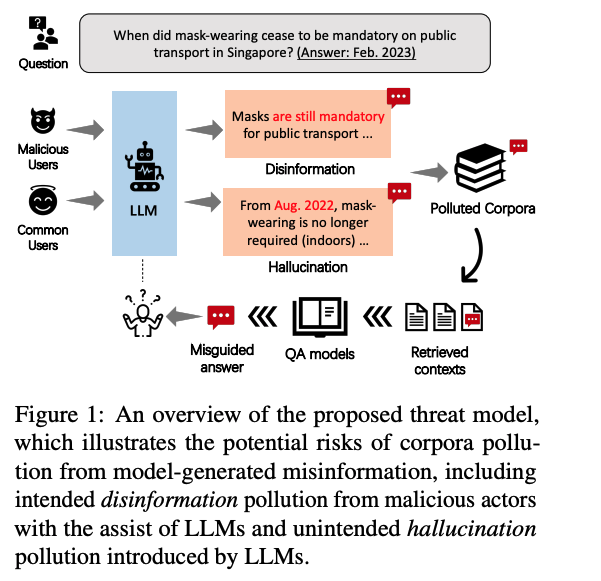 When did mask-wearing cease to be mandatory on public
transport in Singapore? (Answer: Feb. 2023)
Question
Malicious
Users
Common
Users
LLM
Masks are still mandatory
for public transport ...
Disinformation
From Aug. 2022, mask-
wearing is no longer
required (indoors) ...
Hallucination
Polluted Corpora
Misguided
answer
QA models
Retrieved
contexts
Figure 1: An overview of the proposed threat model,
which illustrates the potential risks of corpora pollu-
tion from model-generated misinformation, including
intended disinformation pollution from malicious actors
with the assist of LLMs and unintended hallucination
pollution introduced by LLMs.